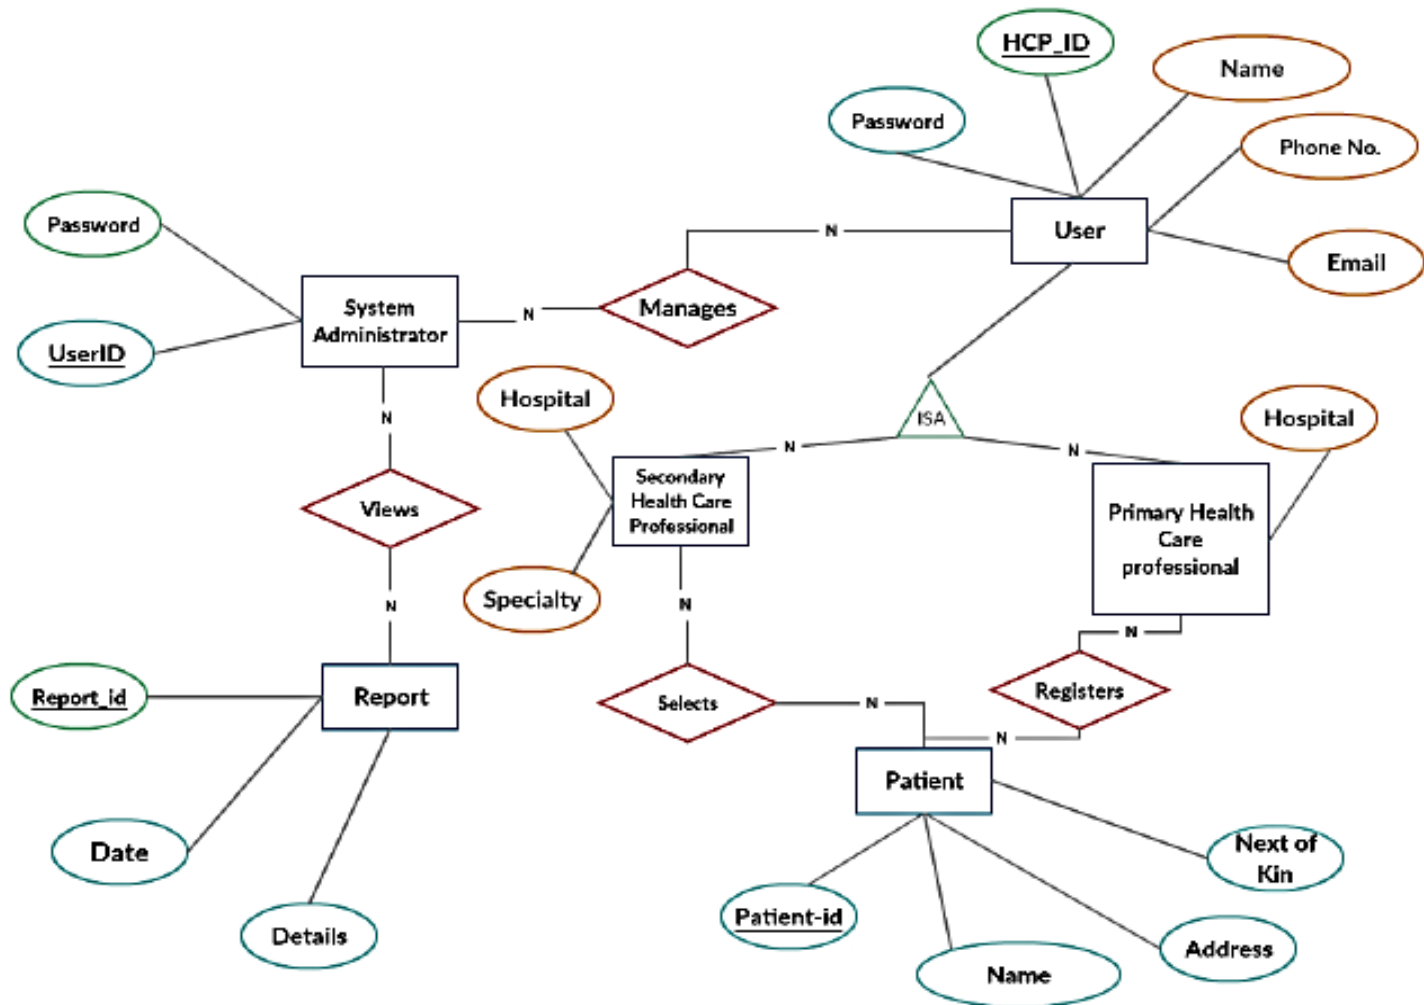 HCP_ID
Name
Password
Phone No.
Password
N
User
Email
System
Administrator
N
Manages
UserID
Hospital
ISA
Hospital
N
N
N
Secondary
Health Care
Professional
Views
Primary Health
Care
professional
Specialty
N
N
N
Report_id
Report
Selects
N
Registers
N
Patient
Date
Next of
Kin
Details
Patient-id
Address
Name